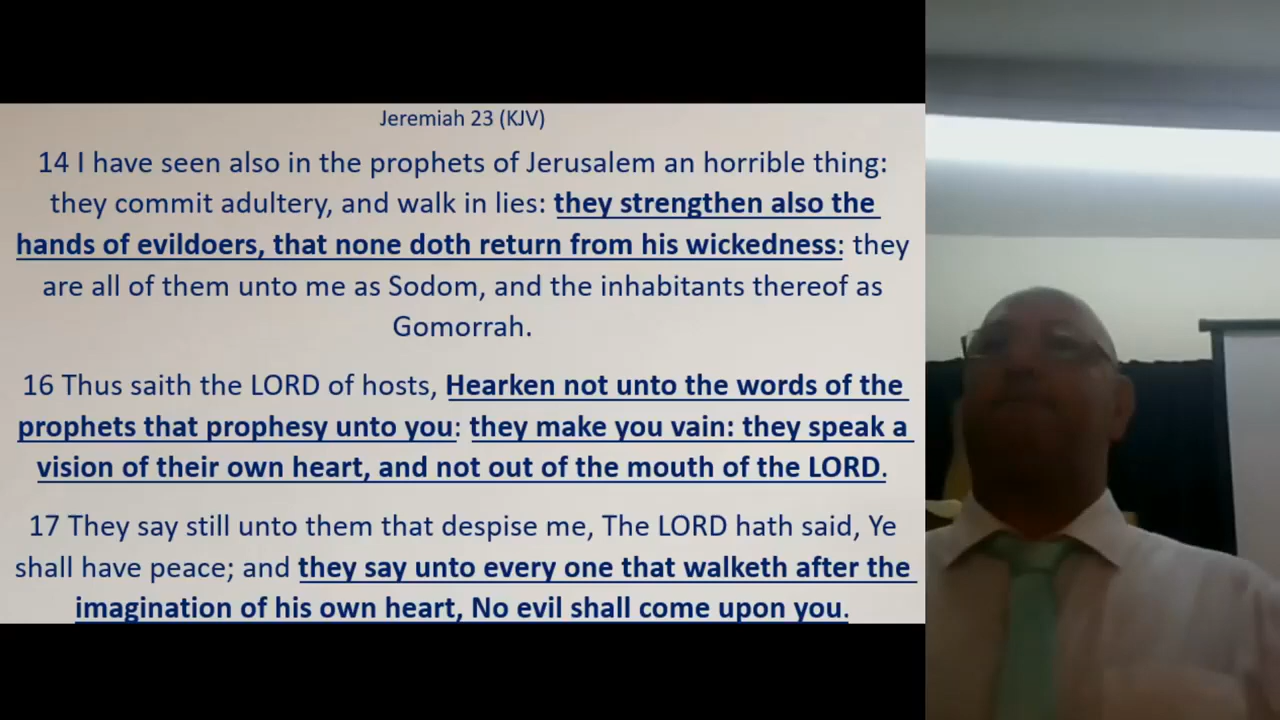 Jeremiah 23 (KJV)
14 I have seen also in the prophets of Jerusalem an horrible thing:
they commit adultery, and walk in lies: they strengthen also the
hands of evildoers, that none doth return from his wickedness: they
are all of them unto me as Sodom, and the inhabitants thereof as
Gomorrah.
16 Thus saith the LORD of hosts, Hearken not unto the words of the
prophets that prophesy unto you: they make you vain: they speak a
vision of their own heart, and not out of the mouth of the LORD.
17 They say still unto them that despise me, The LORD hath said, Ye
shall have peace; and they say unto every one that walketh after the
imagination of his own heart, No evil shall come upon you.